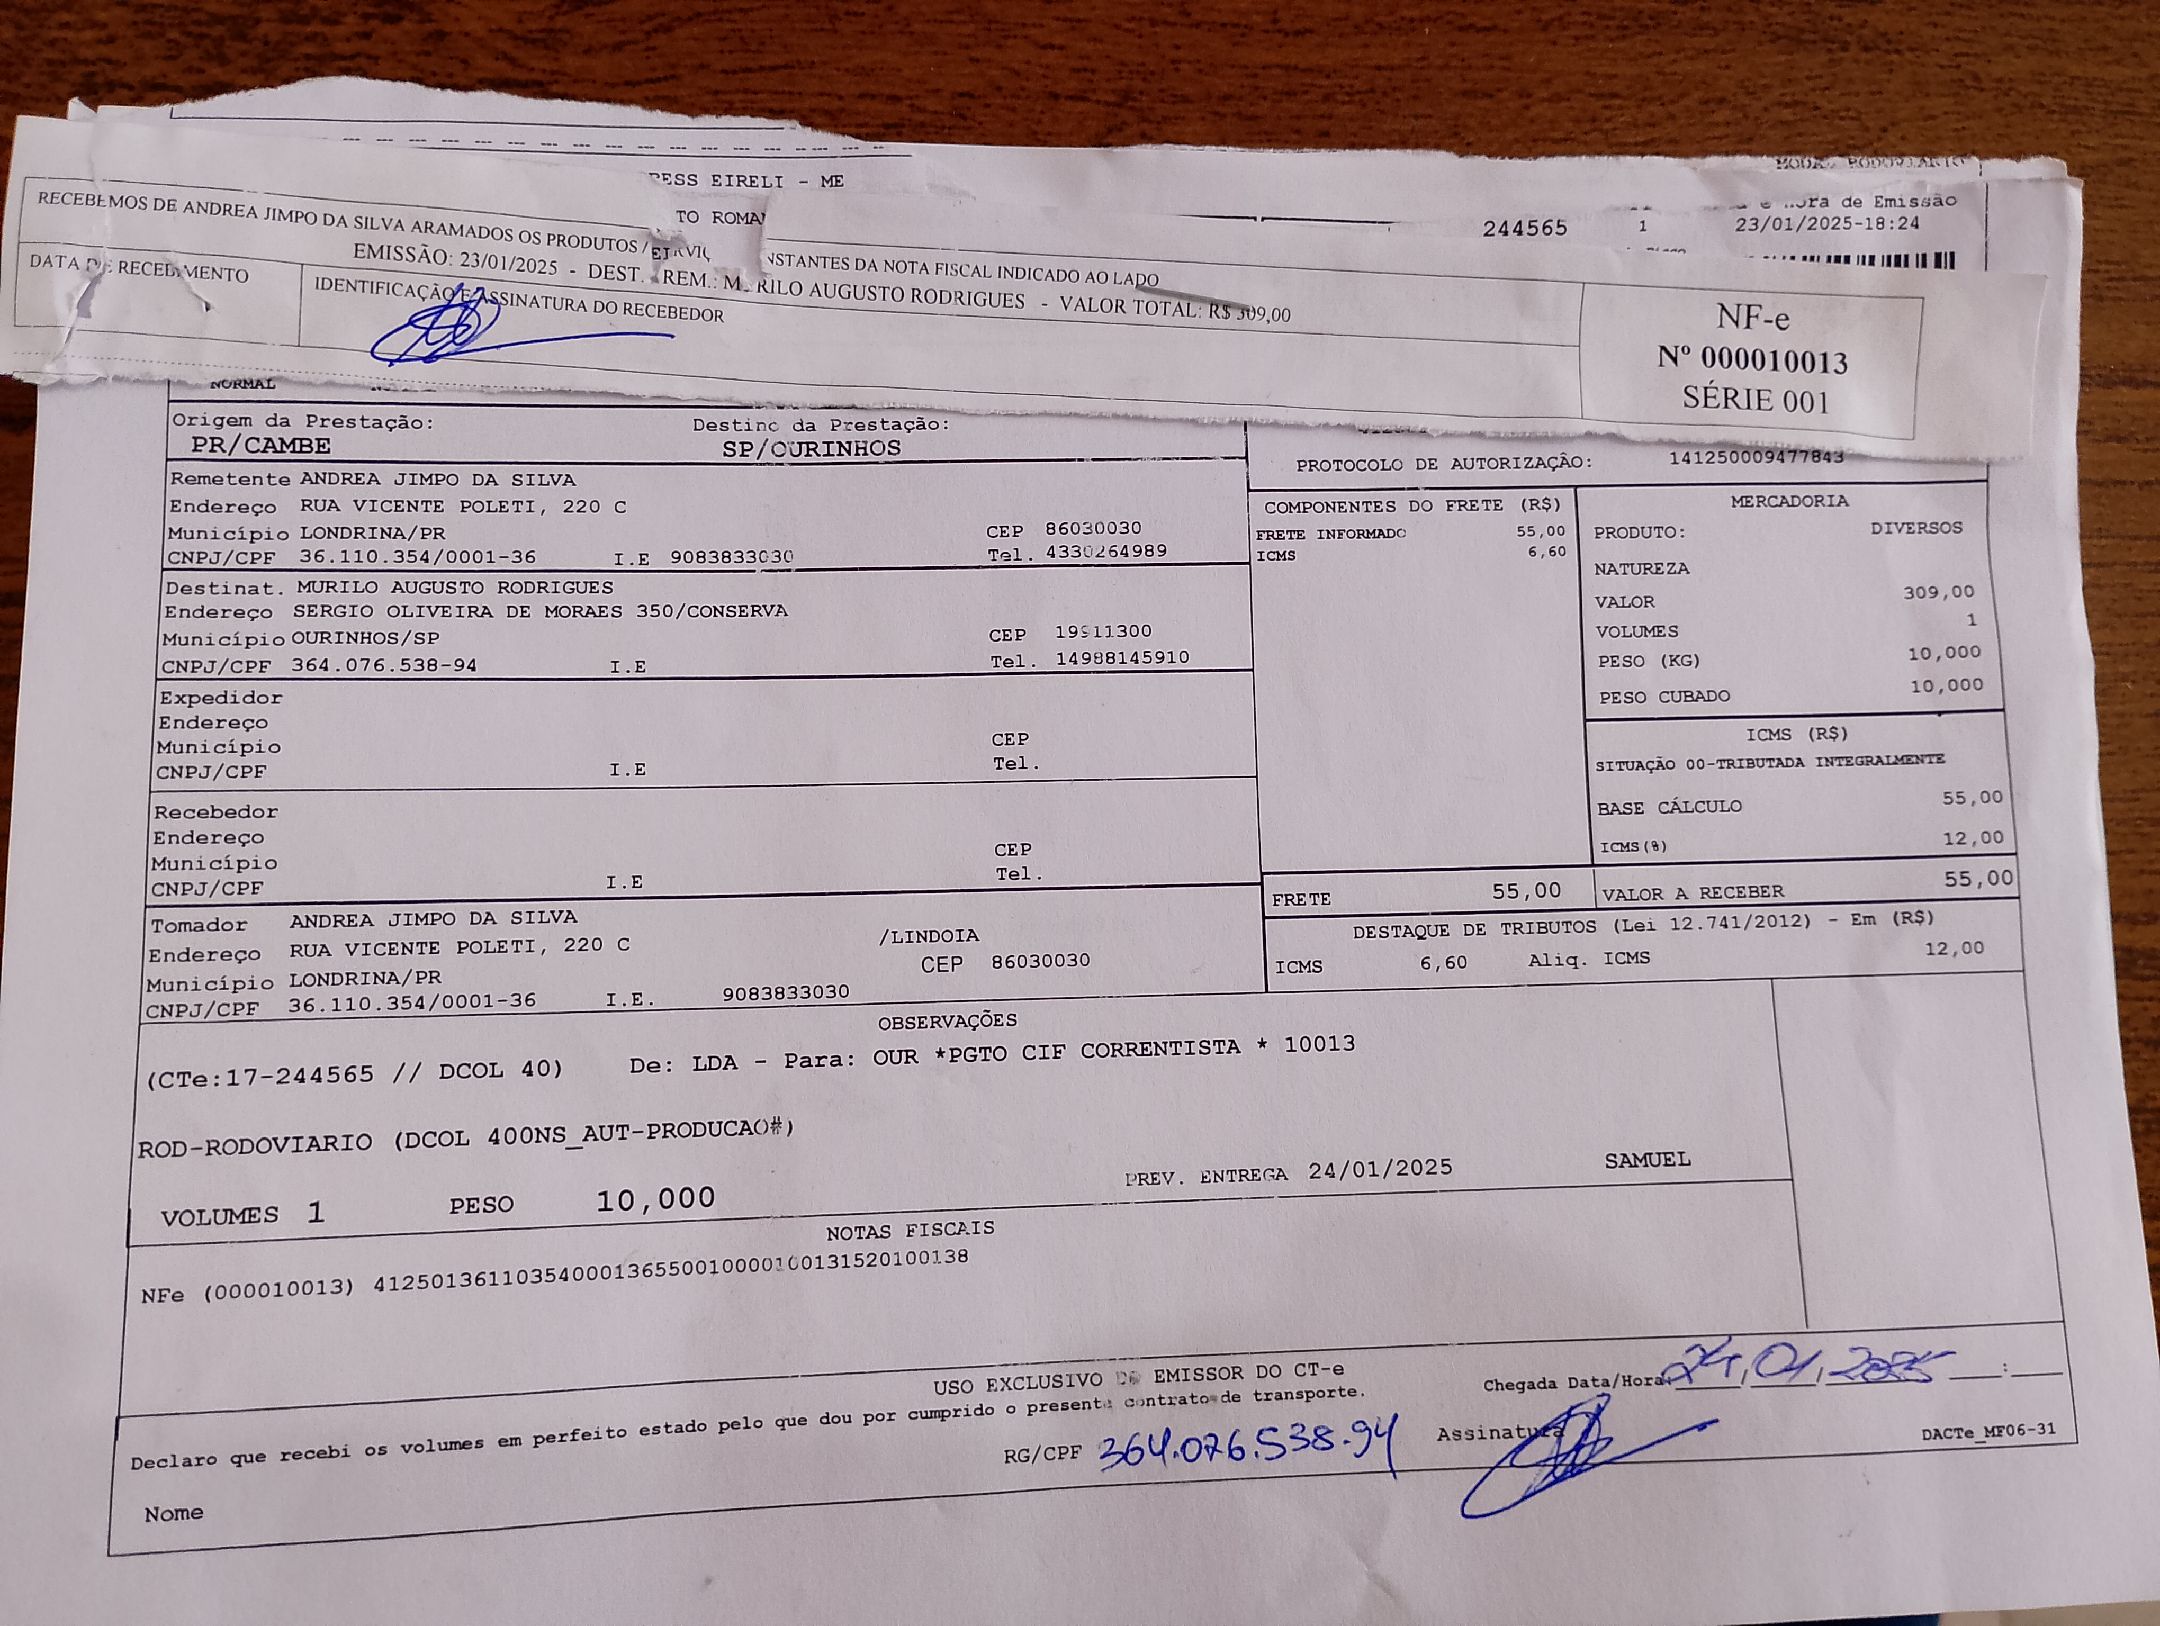 MODAL RODOVIARIO
PESS EIRELI - ME
ora de Emissão
TO ROMA
244565 1 23/01/2025-18:24
RECEBEMOS DE ANDREA JIMPO DA SILVA ARAMADOS OS PRODUTOS / NSTANTES DA NOTA FISCAL INDICADO AO LADO
EMISSÃO: 23/01/2025 - DEST. REM.: MURILO AUGUSTO RODRIGUES - VALOR TOTAL: R$ 309,00
DATA DE RECEBIMENTO
IDENTIFICAÇÃO E ASSINATURA DO RECEBEDOR
NF-e
Nº 000010013
SÉRIE 001
NORMAL
Origem da Prestação: Destino da Prestação:
PR/CAMBE SP/OURINHOS
PROTOCOLO DE AUTORIZAÇÃO: 141250009477843
Remetente ANDREA JIMPO DA SILVA
Endereço RUA VICENTE POLETI, 220 C
Município LONDRINA/PR CEP 86030030
CNPJ/CPF 36.110.354/0001-36 I.E 9083833030 Tel. 4330264989
Destinat. MURILO AUGUSTO RODRIGUES
Endereço SERGIO OLIVEIRA DE MORAES 350/CONSERVA
Município OURINHOS/SP CEP 19911300
CNPJ/CPF 364.076.538-94 I.E Tel. 14988145910
Expedidor
Endereço
Município CEP
CNPJ/CPF I.E Tel.
Recebedor
Endereço
Município CEP
CNPJ/CPF I.E Tel.
Tomador ANDREA JIMPO DA SILVA
Endereço RUA VICENTE POLETI, 220 C /LINDOIA
Município LONDRINA/PR CEP 86030030
CNPJ/CPF 36.110.354/0001-36 I.E. 9083833030
COMPONENTES DO FRETE (R$)
FRETE INFORMADO 55,00
ICMS 6,60
MERCADORIA
PRODUTO: DIVERSOS
NATUREZA
VALOR 309,00
VOLUMES 1
PESO (KG) 10,000
PESO CUBADO 10,000
ICMS (R$)
SITUAÇÃO 00-TRIBUTADA INTEGRALMENTE
BASE CÁLCULO 55,00
ICMS(%) 12,00
FRETE 55,00 VALOR A RECEBER 55,00
DESTAQUE DE TRIBUTOS (Lei 12.741/2012) - Em (R$)
ICMS 6,60 Aliq. ICMS 12,00
OBSERVAÇÕES
(CTe:17-244565 // DCOL 40) De: LDA - Para: OUR *PGTO CIF CORRENTISTA * 10013
ROD-RODOVIARIO (DCOL 400NS_AUT-PRODUCAO#)
VOLUMES 1 PESO 10,000 PREV. ENTREGA 24/01/2025 SAMUEL
NOTAS FISCAIS
NFe (000010013) 41250136110354000136550010000100131520100138
USO EXCLUSIVO DO EMISSOR DO CT-e
Declaro que recebi os volumes em perfeito estado pelo que dou por cumprido o presente contrato de transporte.
Chegada Data/Hora: 24,01,2025 :
RG/CPF 364.076.538.94 Assinatura
DACTe_MF06-31
Nome